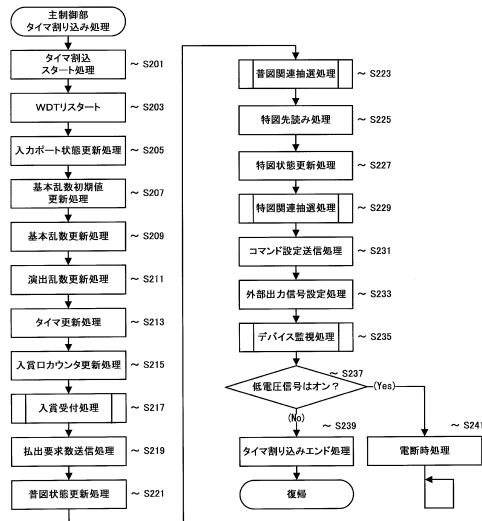 主制御部
タイマ割り込み処理
タイマ割込
スタート処理
～ S201
WDTリスタート
～ S203
入力ポート状態更新処理
～ S205
基本乱数初期値
更新処理
～ S207
基本乱数更新処理
～ S209
演出乱数更新処理
～ S211
タイマ更新処理
～ S213
入賞口カウンタ更新処理
～ S215
入賞受付処理
～ S217
払出要求数送信処理
～ S219
普図状態更新処理
～ S221
普図関連抽選処理
～ S223
特図先読み処理
～ S225
特図状態更新処理
～ S227
特図関連抽選処理
～ S229
コマンド設定送信処理
～ S231
外部出力信号設定処理
～ S233
デバイス監視処理
～ S235
～ S237
低電圧信号はオン？
(Yes)
(No)
～ S239
タイマ割り込みエンド処理
復帰
～ S241
電断時処理